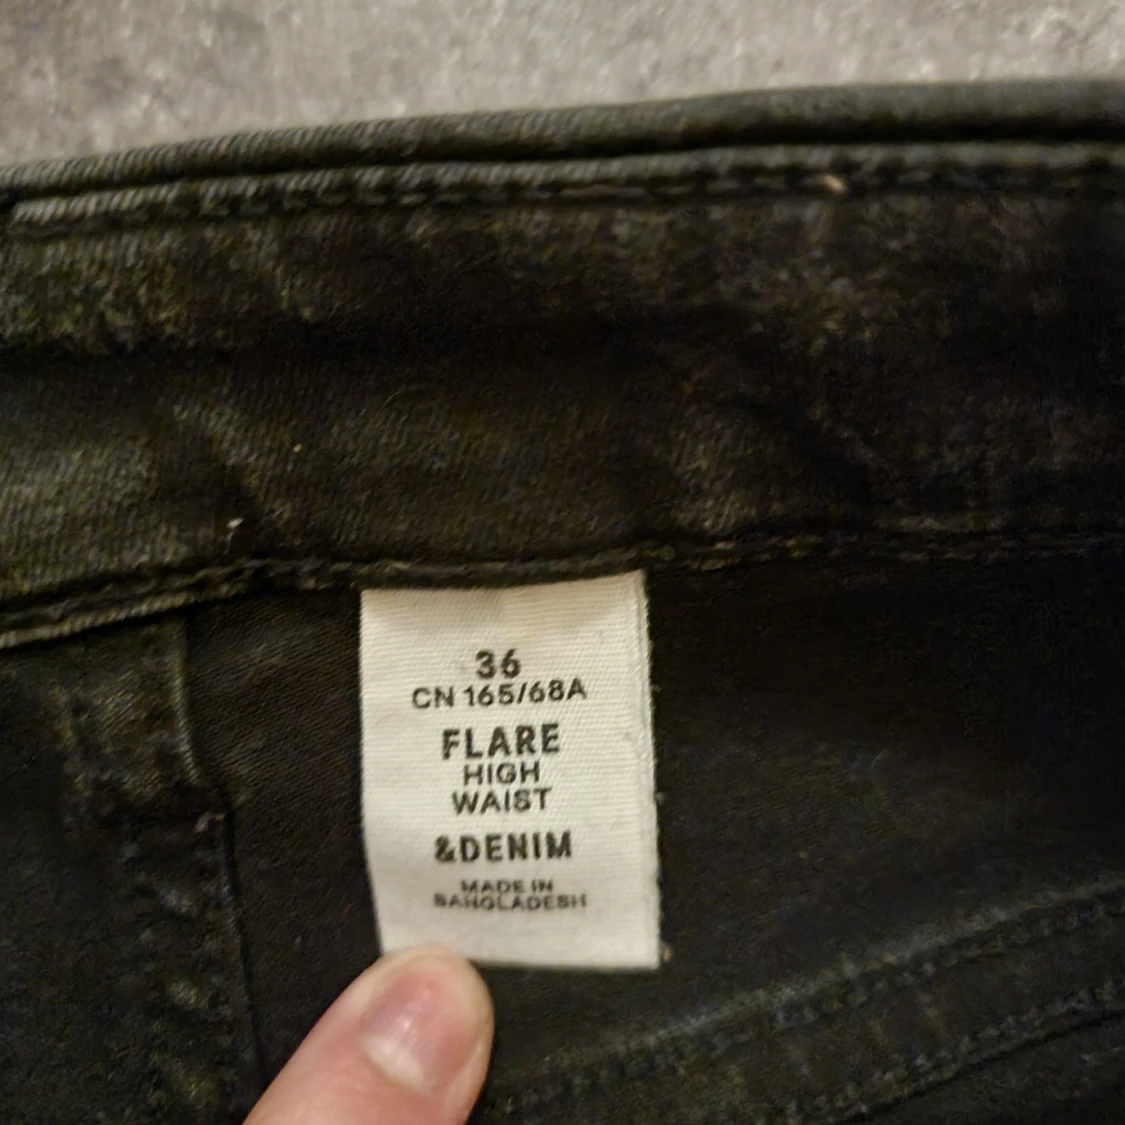 36
CN 165/68A
FLARE
HIGH
WAIST
&DENIM
MADE IN
BANGLADESH